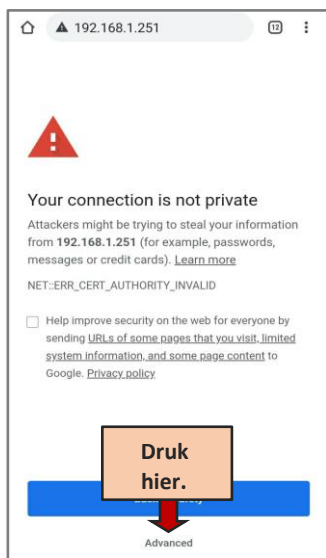 192.168.1.251 12
Your connection is not private
Attackers might be trying to steal your information
from 192.168.1.251 (for example, passwords,
messages or credit cards). Learn more
NET::ERR_CERT_AUTHORITY_INVALID
Help improve security on the web for everyone by
sending URLs of some pages that you visit, limited
system information, and some page content to
Google. Privacy policy
Druk
hier.
Advanced